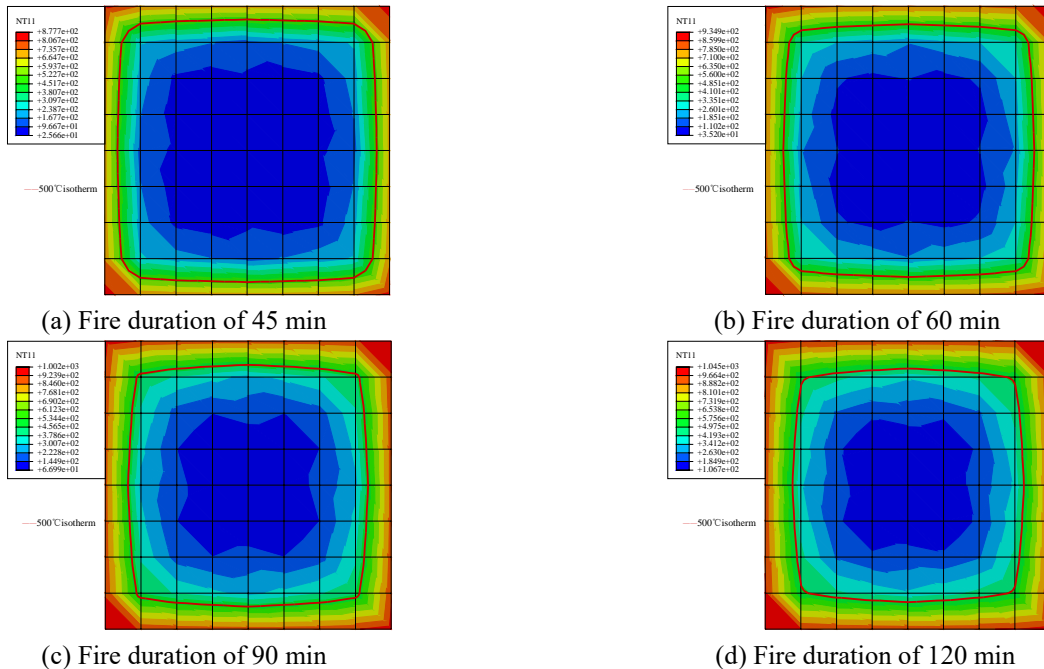 NT11
+8.777e+02
+8.067e+02
+7.357e+02
+6.647e+02
+5.937e+02
+5.227e+02
+4.517e+02
+3.807e+02
+3.097e+02
+2.387e+02
+1.677e+02
+9.667e+01
+2.566e+01
500℃isotherm
(a) Fire duration of 45 min
NT11
+9.349e+02
+8.599e+02
+7.850e+02
+7.100e+02
+6.350e+02
+5.600e+02
+4.851e+02
+4.101e+02
+3.351e+02
+2.601e+02
+1.851e+02
+1.102e+02
+3.520e+01
500℃isotherm
(b) Fire duration of 60 min
NT11
+1.002e+03
+9.239e+02
+8.460e+02
+7.681e+02
+6.902e+02
+6.123e+02
+5.344e+02
+4.565e+02
+3.786e+02
+3.007e+02
+2.228e+02
+1.449e+02
+6.699e+01
500℃isotherm
(c) Fire duration of 90 min
NT11
+1.045e+03
+9.664e+02
+8.882e+02
+8.101e+02
+7.319e+02
+6.538e+02
+5.756e+02
+4.975e+02
+4.193e+02
+3.412e+02
+2.630e+02
+1.849e+02
+1.067e+02
500℃isotherm
(d) Fire duration of 120 min